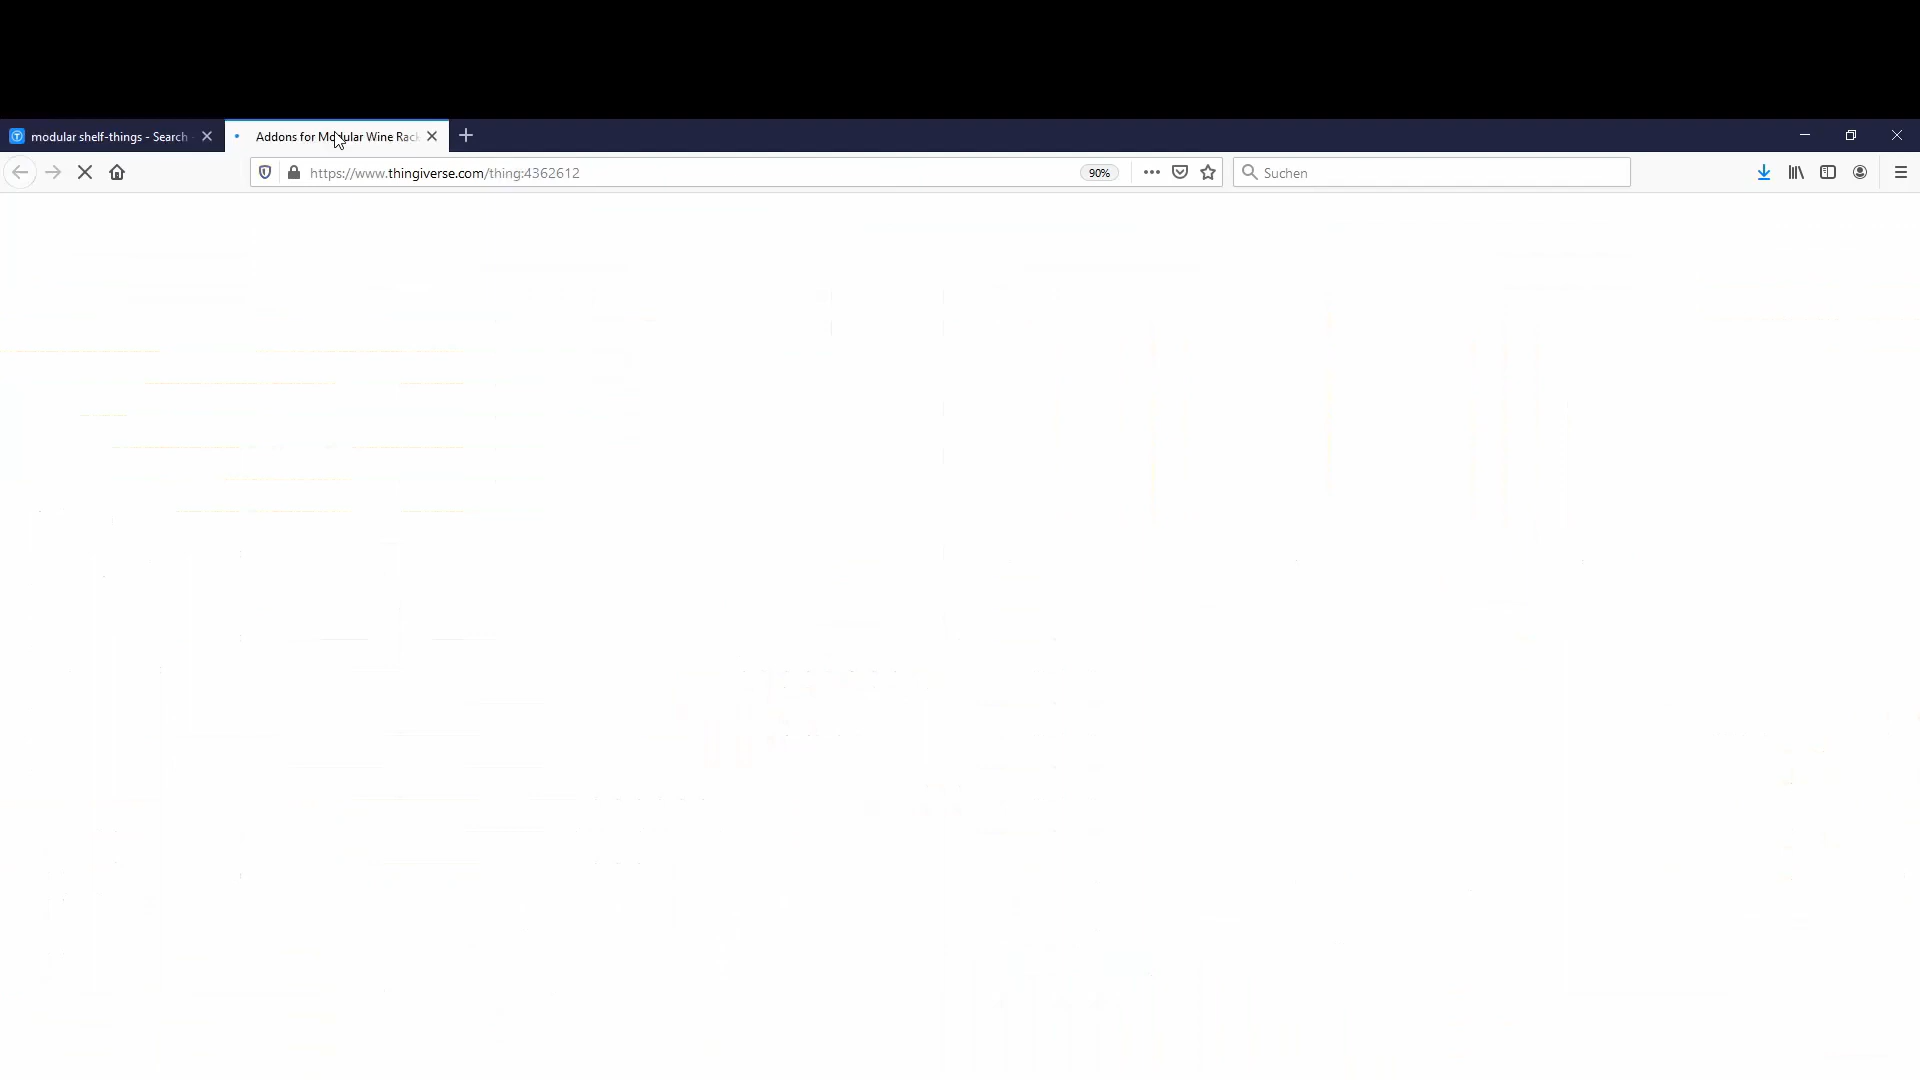 modular shelf-things - Search
Addons for Modular Wine Rack
https://www.thingiverse.com/thing:4362612
90%
Suchen